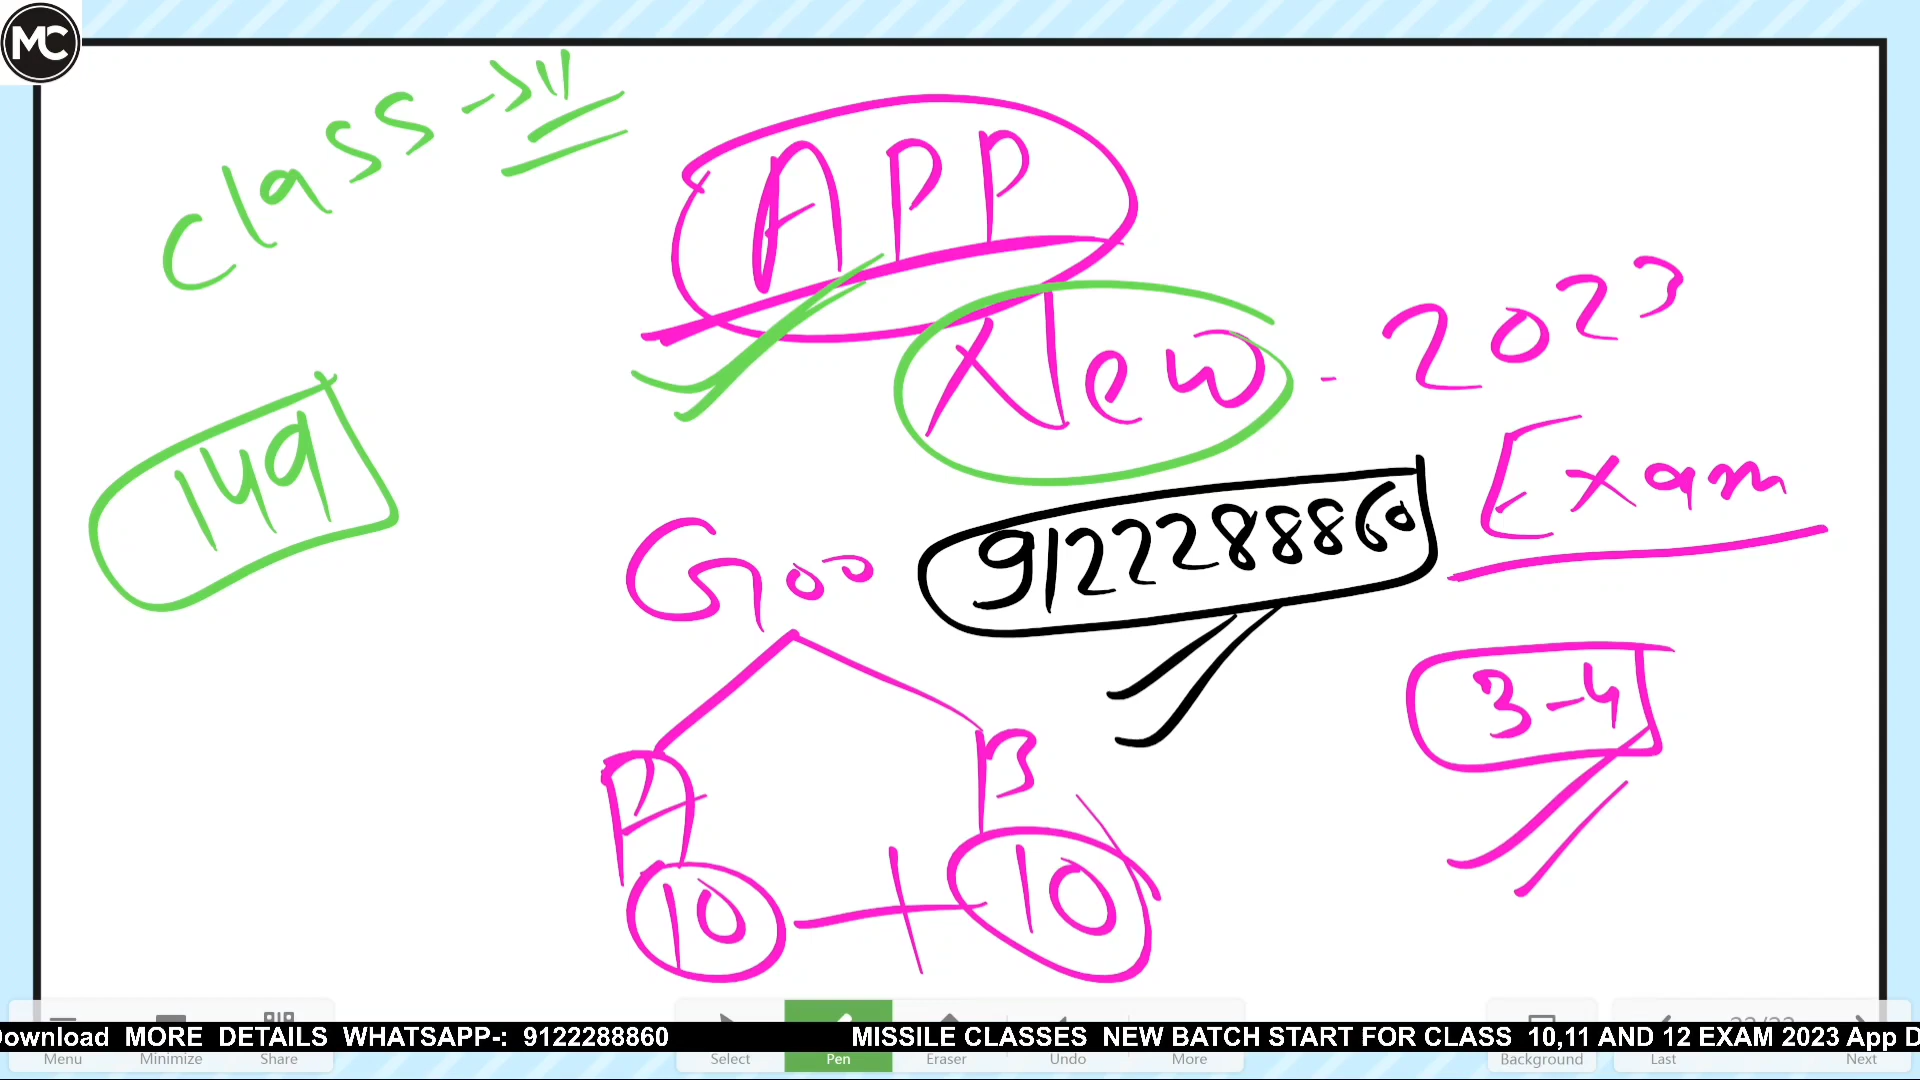 MC
Class → 11
APP
New - 2023
Exam
149
Goo
9122288860
3-4
A
B
10 + 10
Download MORE DETAILS WHATSAPP-: 9122288860 MISSILE CLASSES NEW BATCH START FOR CLASS 10,11 AND 12 EXAM 2023 App D
Menu Minimize Share Select Pen Eraser Undo More Background Last Next